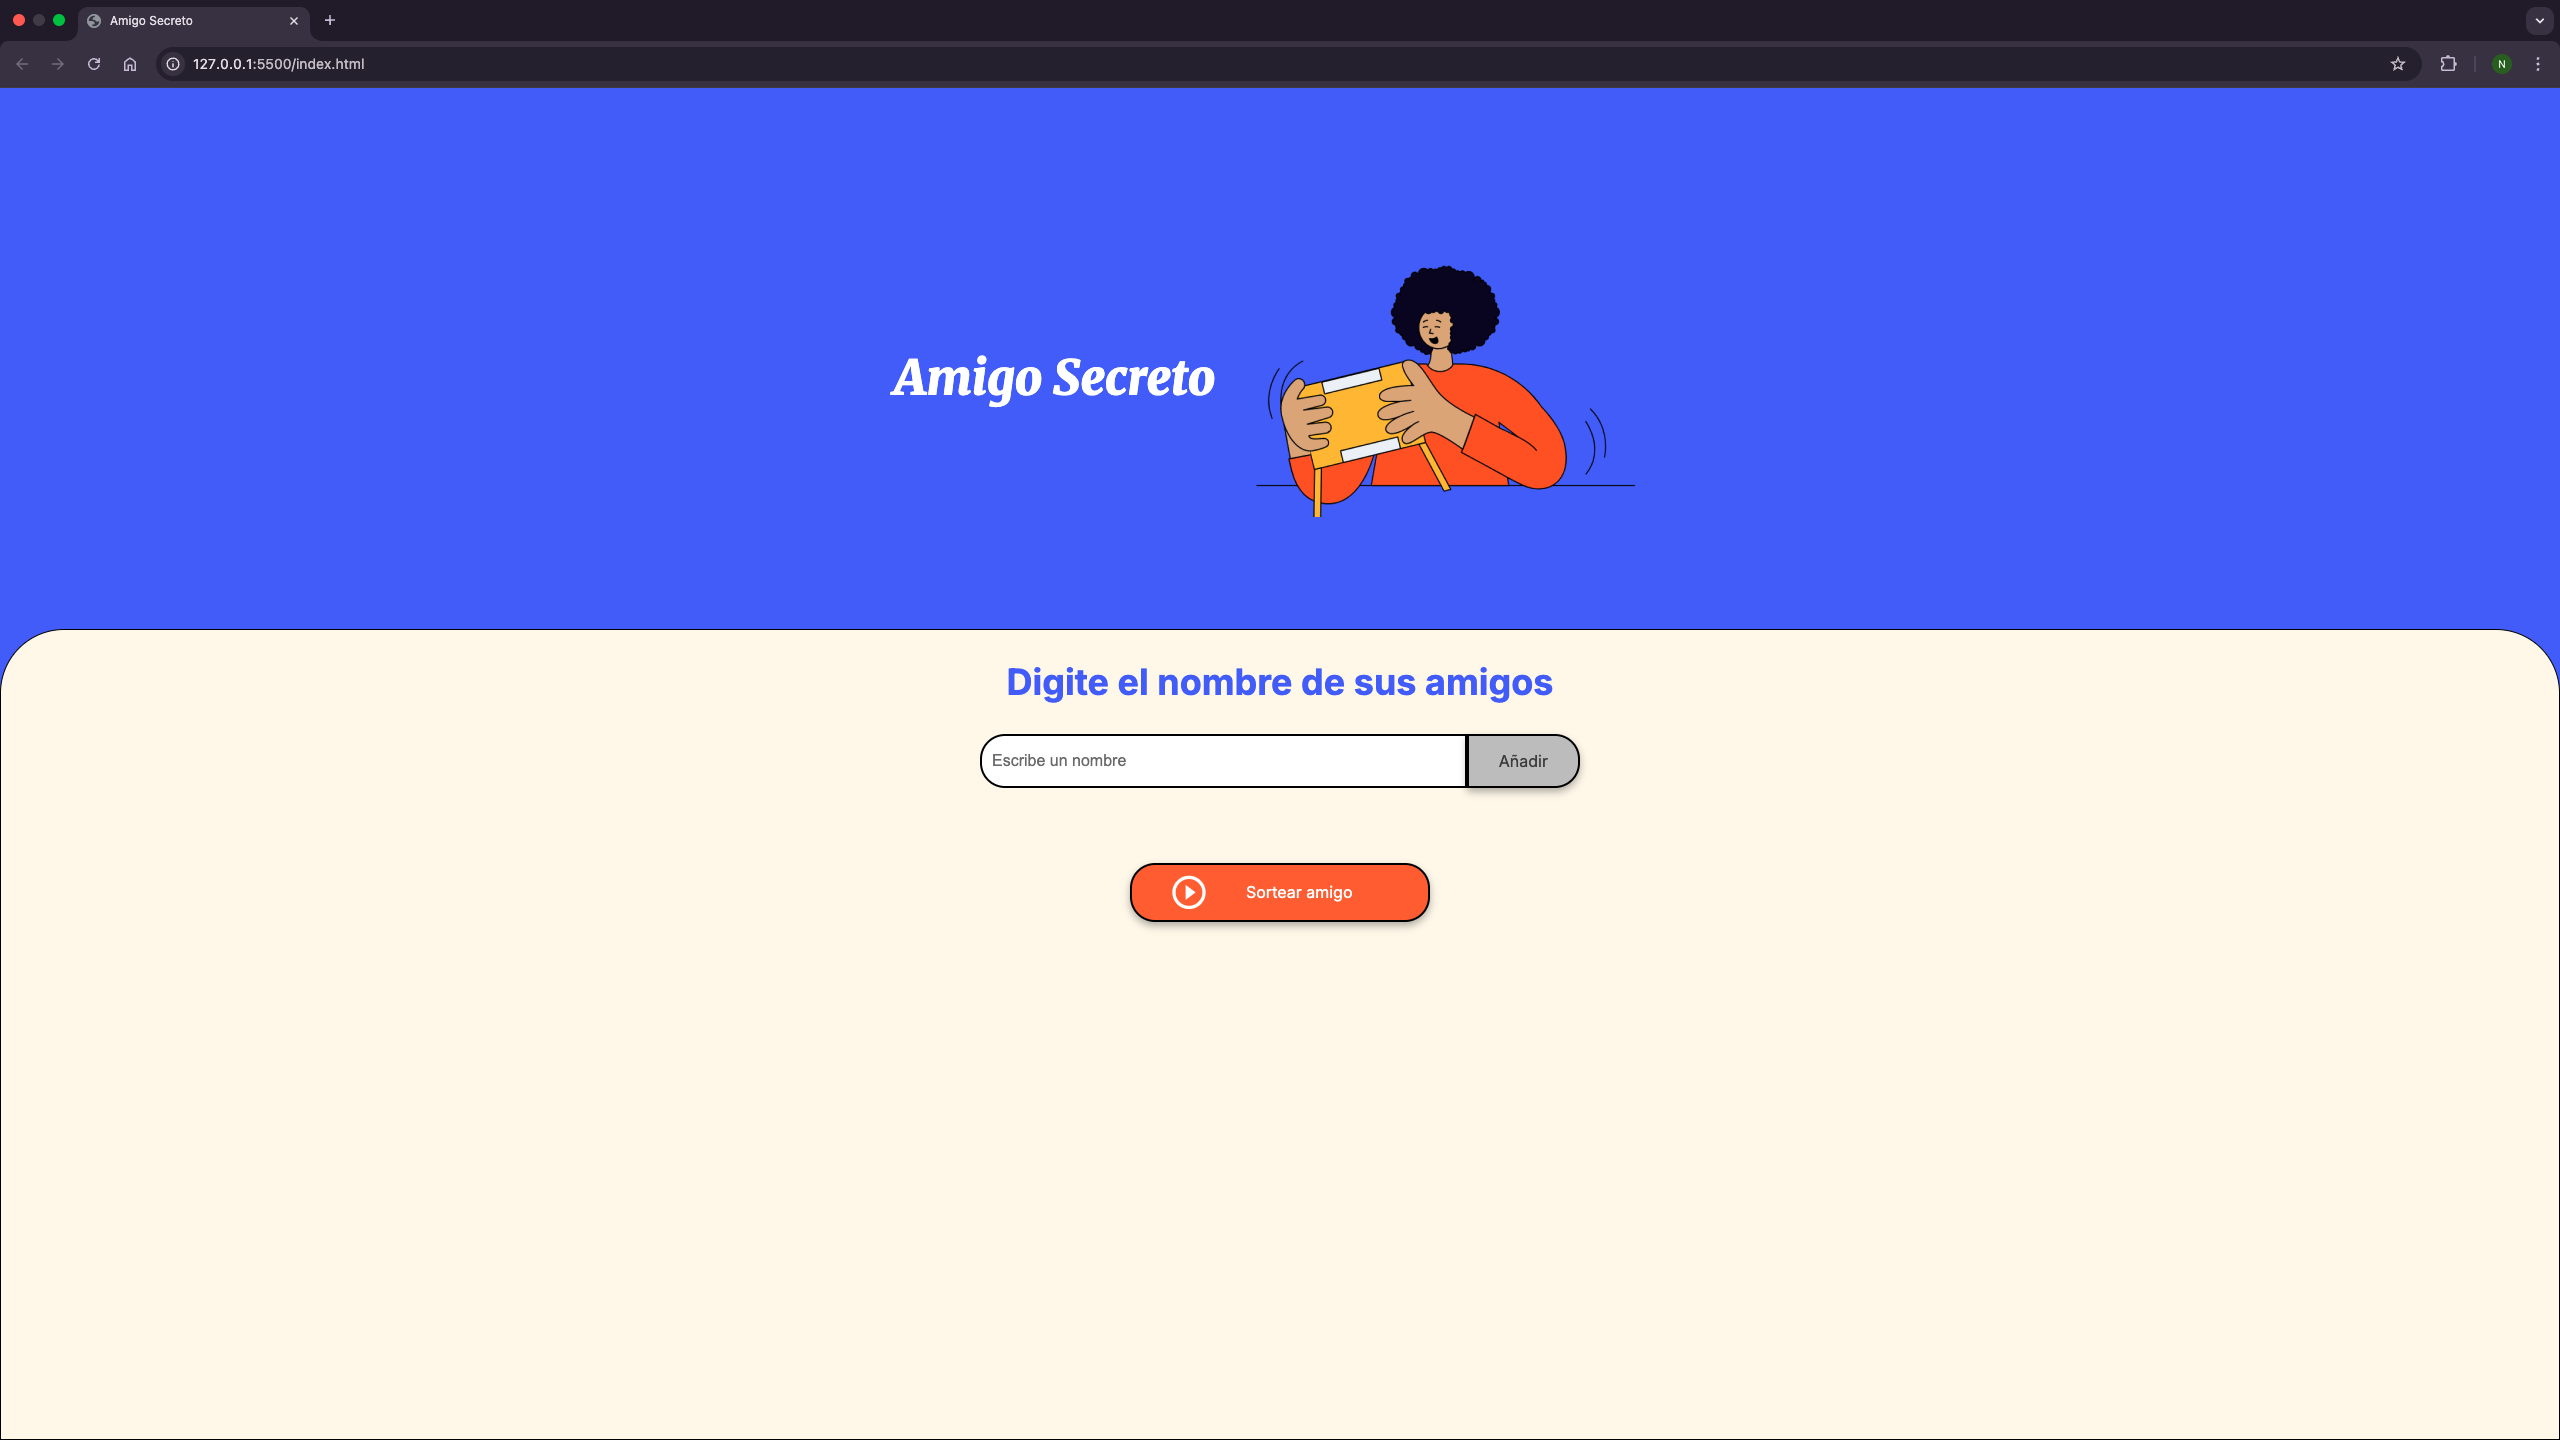 Amigo Secreto
127.0.0.1:5500/index.html
N
Amigo Secreto
Digite el nombre de sus amigos
Escribe un nombre
Añadir
Sortear amigo